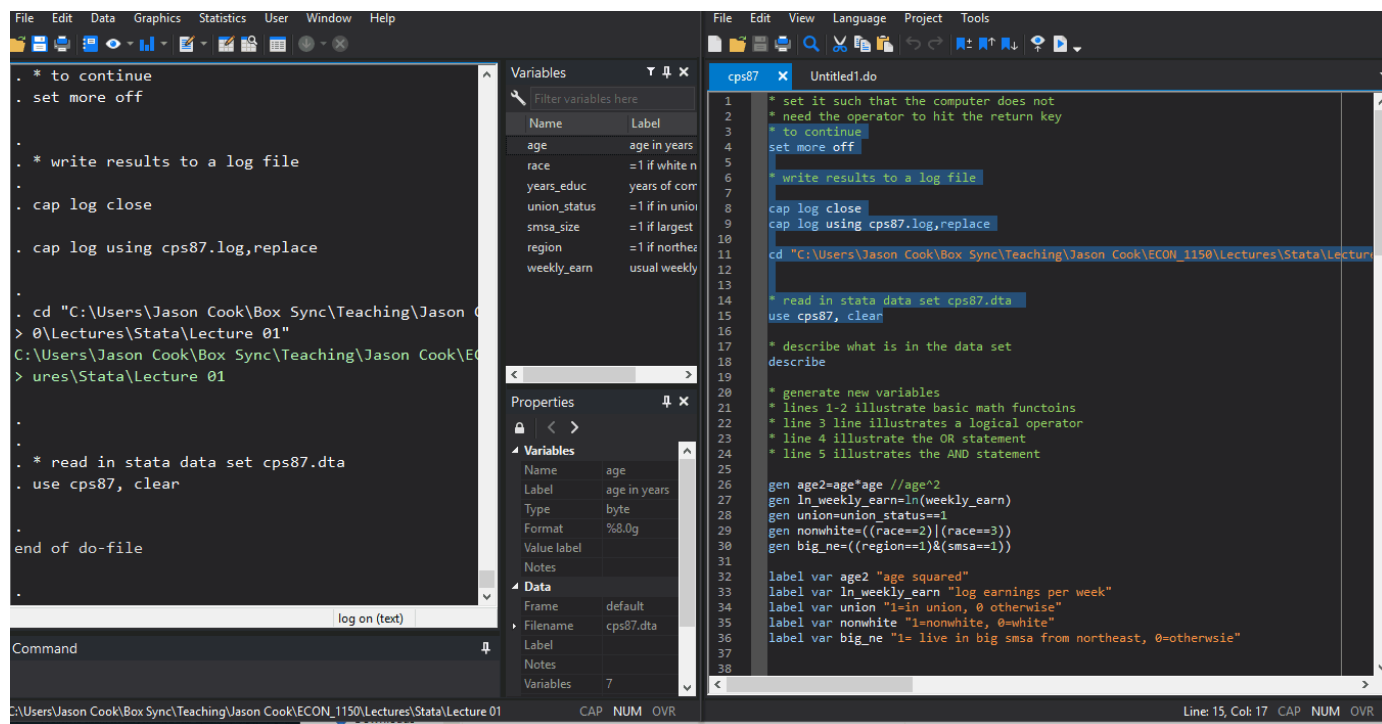 File Edit Data Graphics Statistics User Window Help
. * to continue
. set more off
.
. * write results to a log file
.
. cap log close
. cap log using cps87.log,replace
.
. cd "C:\Users\Jason Cook\Box Sync\Teaching\Jason
> 0\Lectures\Stata\Lecture 01"
C:\Users\Jason Cook\Box Sync\Teaching\Jason Cook\EC
> ures\Stata\Lecture 01
.
.
. * read in stata data set cps87.dta
. use cps87, clear
.
end of do-file
.
log on (text)
Command
Variables
Filter variables here
Name Label
age age in years
race =1 if white n
years_educ years of com
union_status =1 if in union
smsa_size =1 if largest
region =1 if northea
weekly_earn usual weekly
Properties
Variables
Name age
Label age in years
Type byte
Format %8.0g
Value label
Notes
Data
Frame default
Filename cps87.dta
Label
Notes
Variables 7
C:\Users\Jason Cook\Box Sync\Teaching\Jason Cook\ECON_1150\Lectures\Stata\Lecture 01 CAP NUM OVR
File Edit View Language Project Tools
cps87 Untitled1.do
1 * set it such that the computer does not
2 * need the operator to hit the return key
3 * to continue
4 set more off
5
6 * write results to a log file
7
8 cap log close
9 cap log using cps87.log,replace
10
11 cd "C:\Users\Jason Cook\Box Sync\Teaching\Jason Cook\ECON_1150\Lectures\Stata\Lecture
12
13
14 * read in stata data set cps87.dta
15 use cps87, clear
16
17 * describe what is in the data set
18 describe
19
20 * generate new variables
21 * lines 1-2 illustrate basic math functoins
22 * line 3 line illustrates a logical operator
23 * line 4 illustrate the OR statement
24 * line 5 illustrates the AND statement
25
26 gen age2=age*age //age^2
27 gen ln_weekly_earn=ln(weekly_earn)
28 gen union=union_status==1
29 gen nonwhite=((race==2)|(race==3))
30 gen big_ne=((region==1)&(smsa==1))
31
32 label var age2 "age squared"
33 label var ln_weekly_earn "log earnings per week"
34 label var union "1=in union, 0 otherwise"
35 label var nonwhite "1=nonwhite, 0=white"
36 label var big_ne "1= live in big smsa from northeast, 0=otherwsie"
37
38
Line: 15, Col: 17 CAP NUM OVR